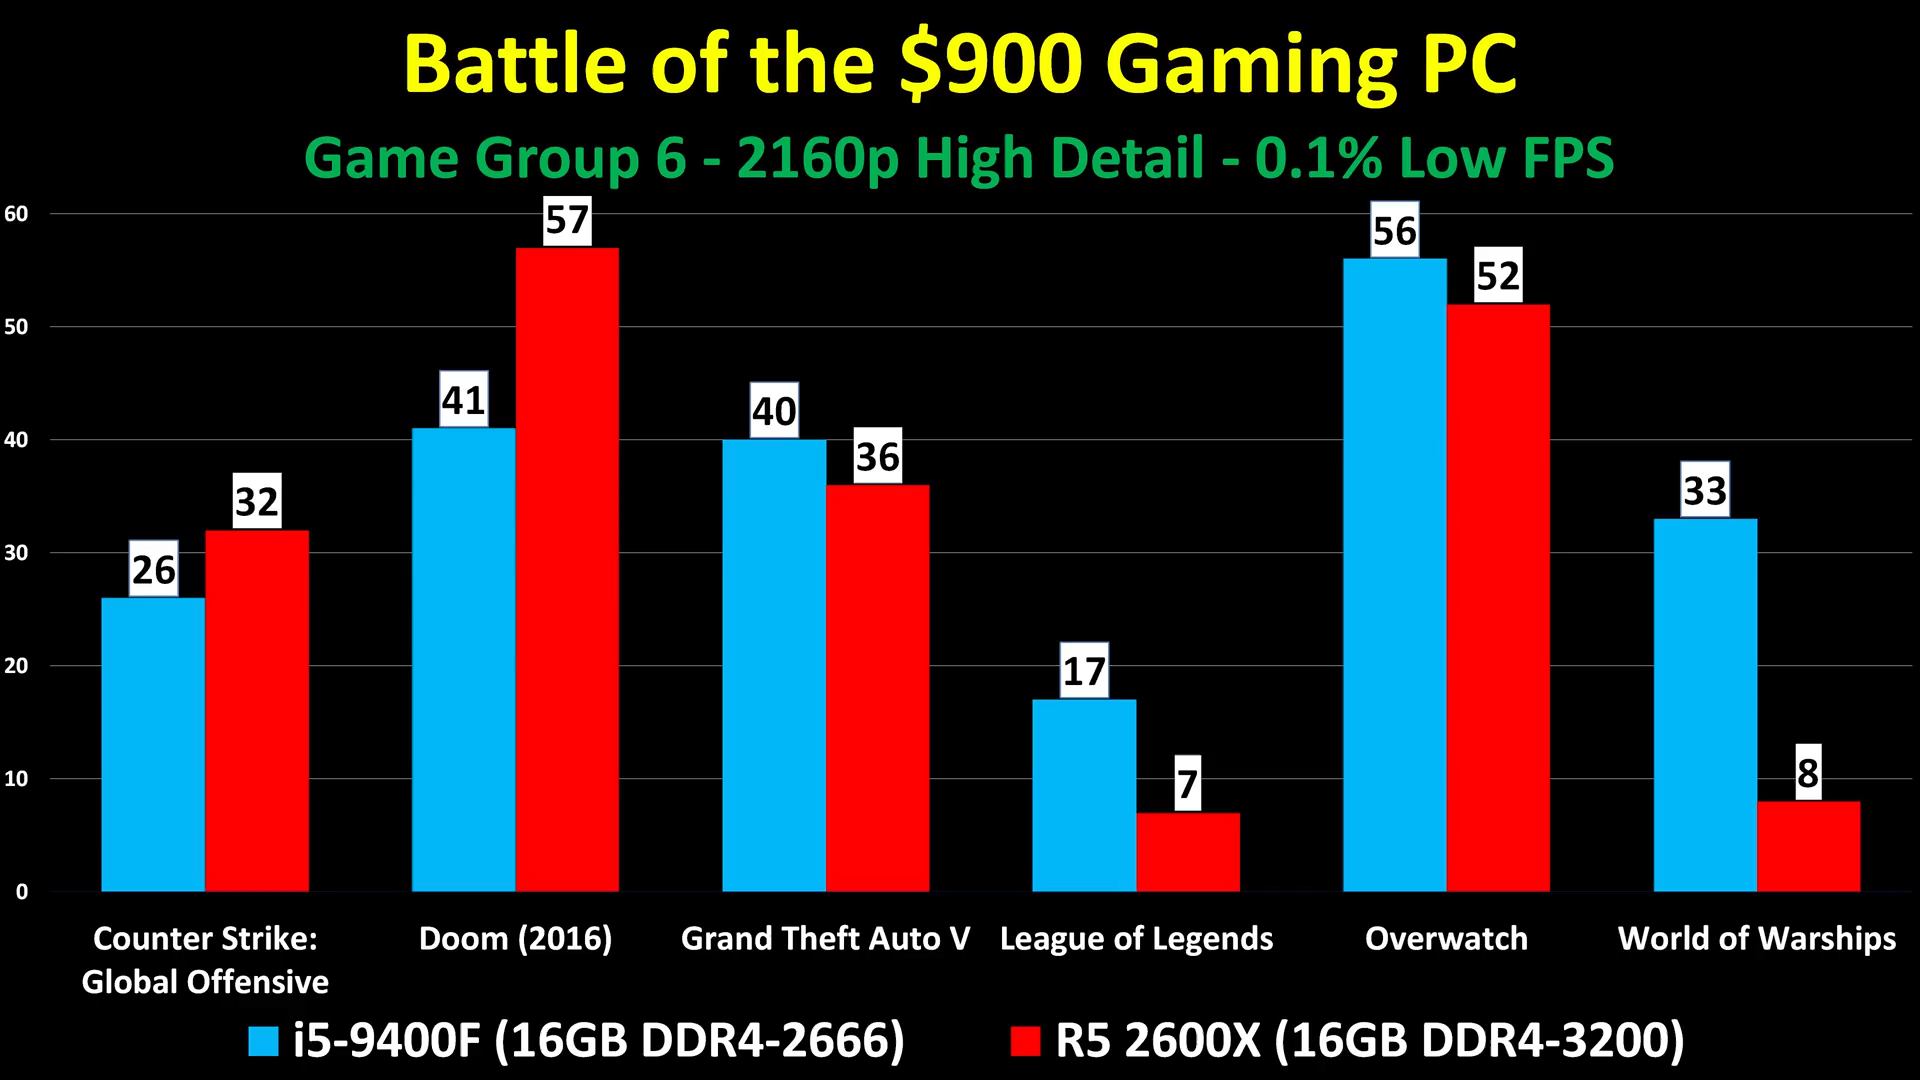 Battle of the $900 Gaming PC
Game Group 6 - 2160p High Detail - 0.1% Low FPS
60
50
40
30
20
10
0
26
32
41
57
40
36
17
7
56
52
33
8
Counter Strike:
Global Offensive
Doom (2016)
Grand Theft Auto V
League of Legends
Overwatch
World of Warships
i5-9400F (16GB DDR4-2666)
R5 2600X (16GB DDR4-3200)